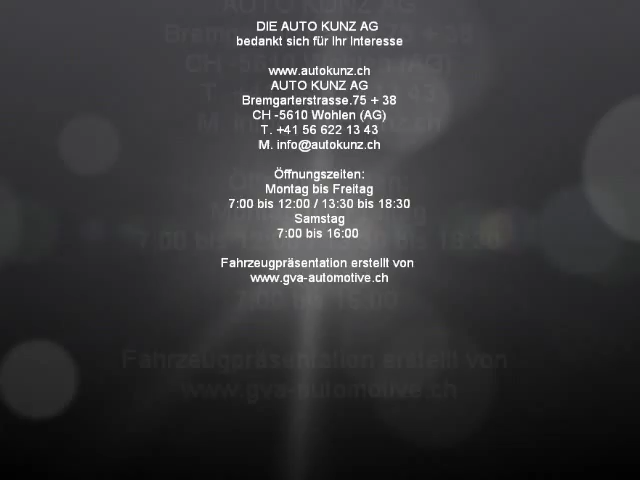 DIE AUTO KUNZ AG
bedankt sich für Ihr Interesse
www.autokunz.ch
AUTO KUNZ AG
Bremgarterstrasse.75 + 38
CH -5610 Wohlen (AG)
T. +41 56 622 13 43
M. info@autokunz.ch
Öffnungszeiten:
Montag bis Freitag
7:00 bis 12:00 / 13:30 bis 18:30
Samstag
7:00 bis 16:00
Fahrzeugpräsentation erstellt von
www.gva-automotive.ch